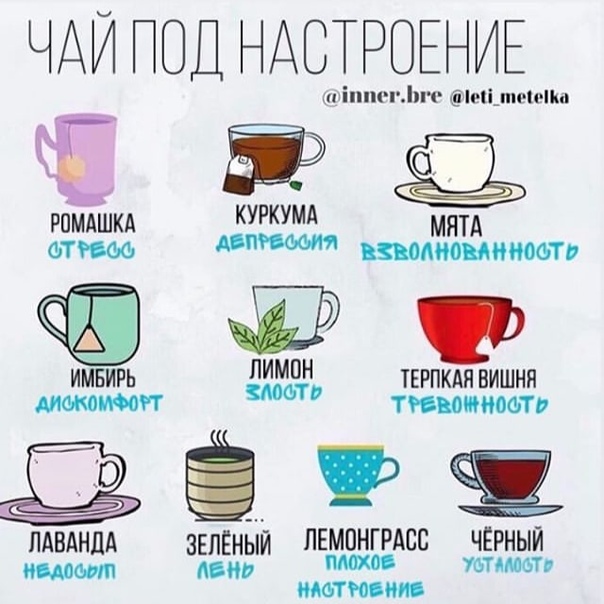 ЧАЙ ПОД НАСТРОЕНИЕ
@inner.bre @leti_metelka
РОМАШКА
СТРЕСС
КУРКУМА
ДЕПРЕССИЯ
МЯТА
ВЗВОЛНОВАННОСТЬ
ИМБИРЬ
ДИСКОМФОРТ
ЛИМОН
ЗЛОСТЬ
ТЕРПКАЯ ВИШНЯ
ТРЕВОЖНОСТЬ
ЛАВАНДА
НЕДОСЫП
ЗЕЛЁНЫЙ
ЛЕНЬ
ЛЕМОНГРАСС
ПЛОХОЕ
НАСТРОЕНИЕ
ЧЁРНЫЙ
УСТАЛОСТЬ